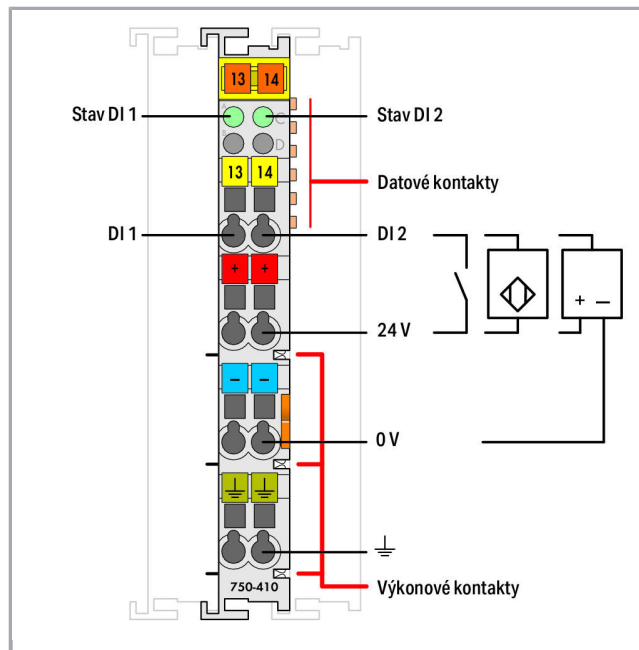 13 14
A C
Stav DI 1 Stav DI 2
D
13 14
Datové kontakty
DI 1 DI 2
+ +
+ −
24 V
− −
0 V
750-410
Výkonové kontakty